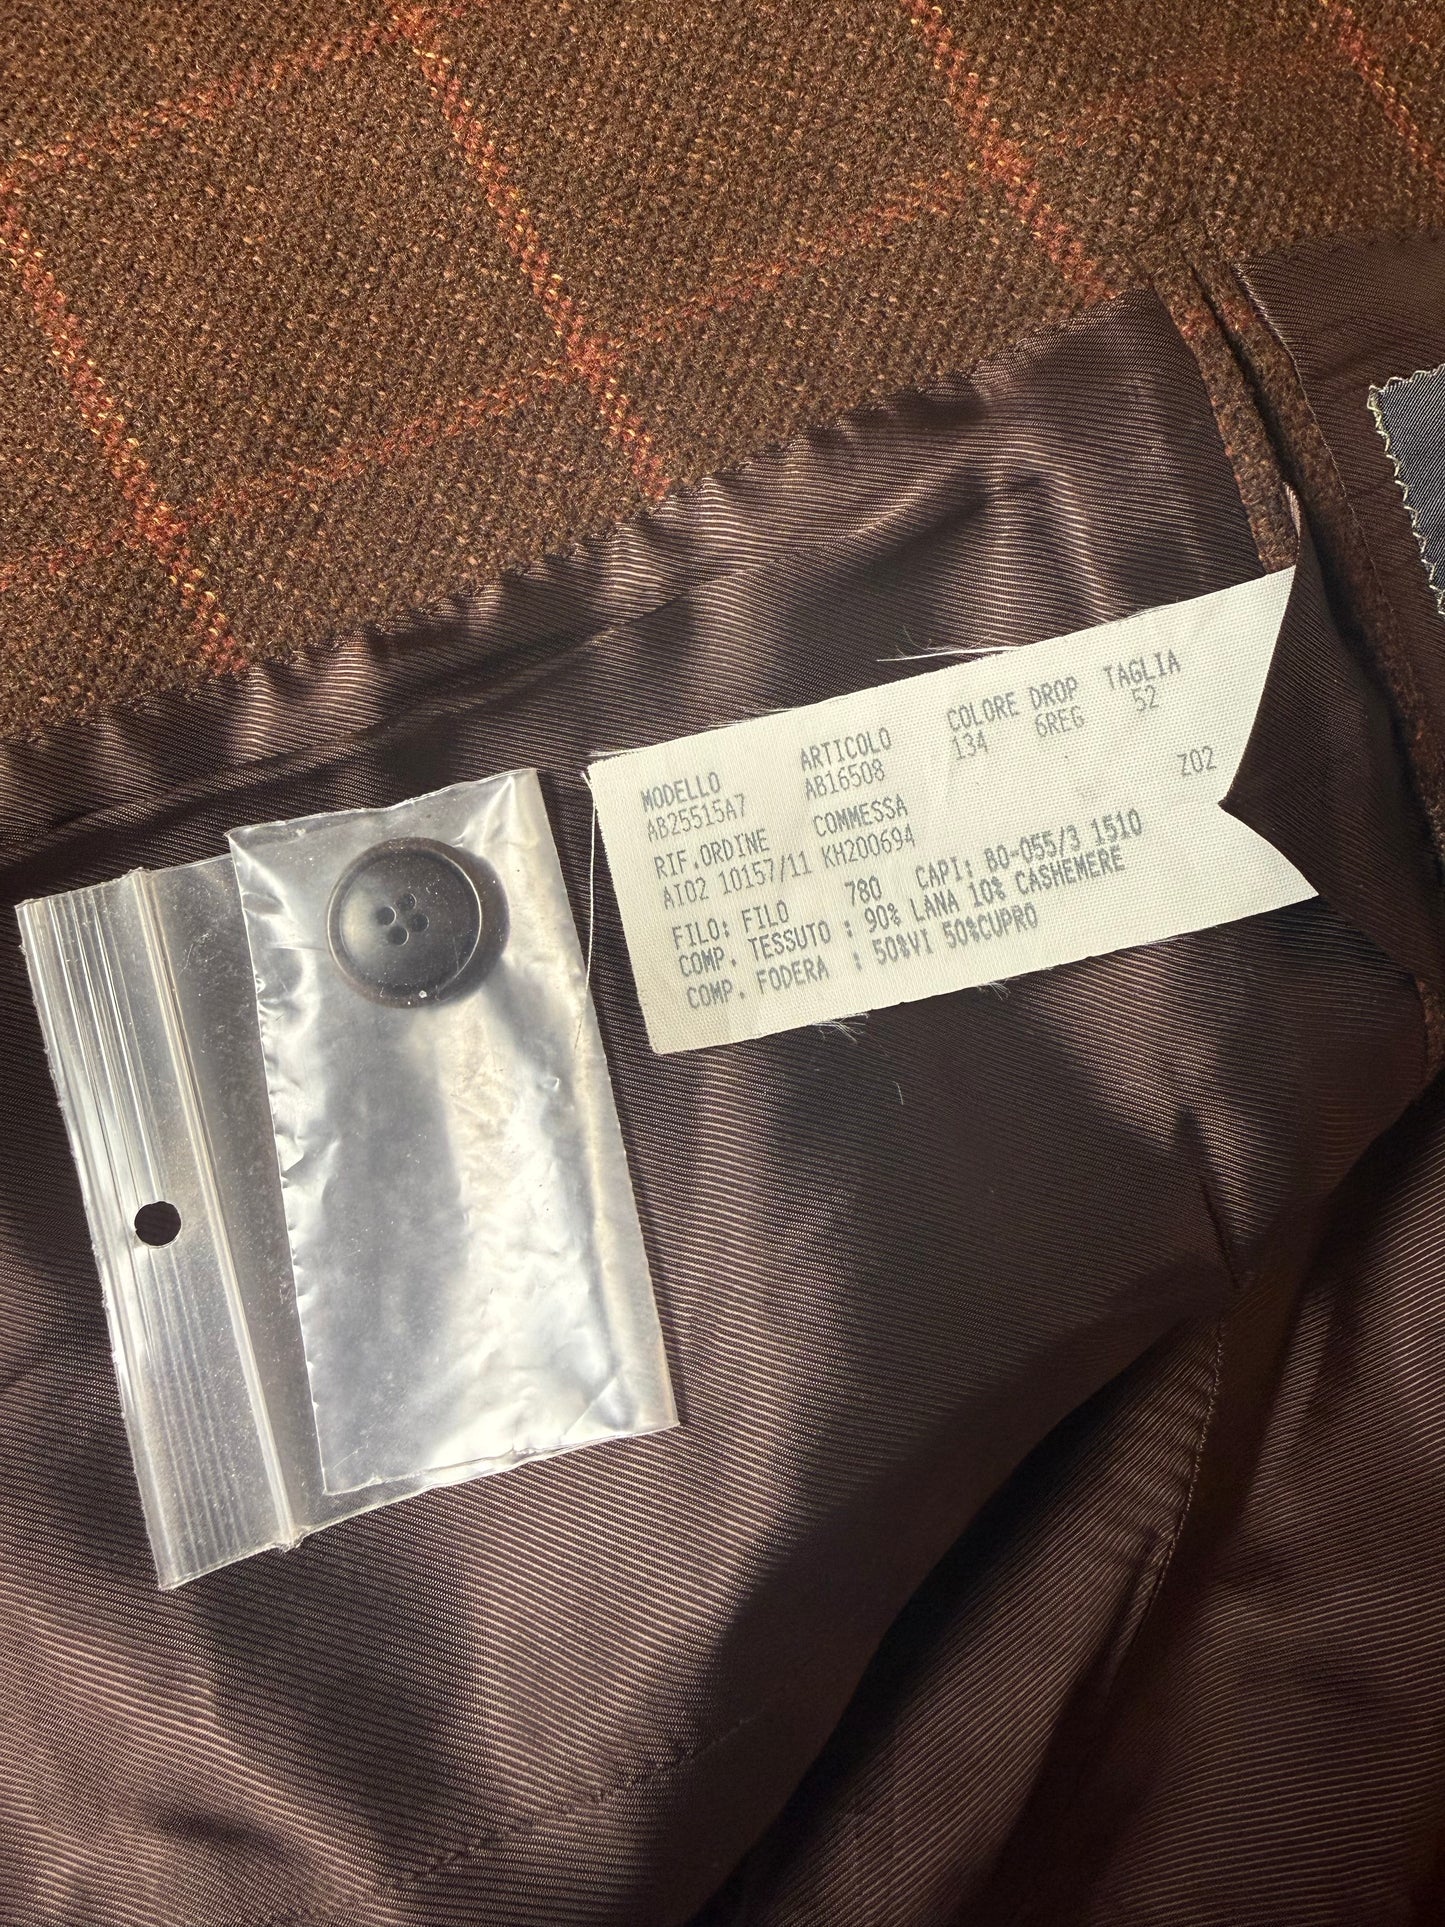 MODELLO ARTICOLO COLORE DROP TAGLIA
AB25515A7 AB16508 134 6REG 52
RIF.ORDINE COMMESSA Z02
AI02 10157/11 KH200694
FILO: FILO 780 CAPI: 80-055/3 1510
COMP. TESSUTO : 90% LANA 10% CASHEMERE
COMP. FODERA : 50%VI 50%CUPRO